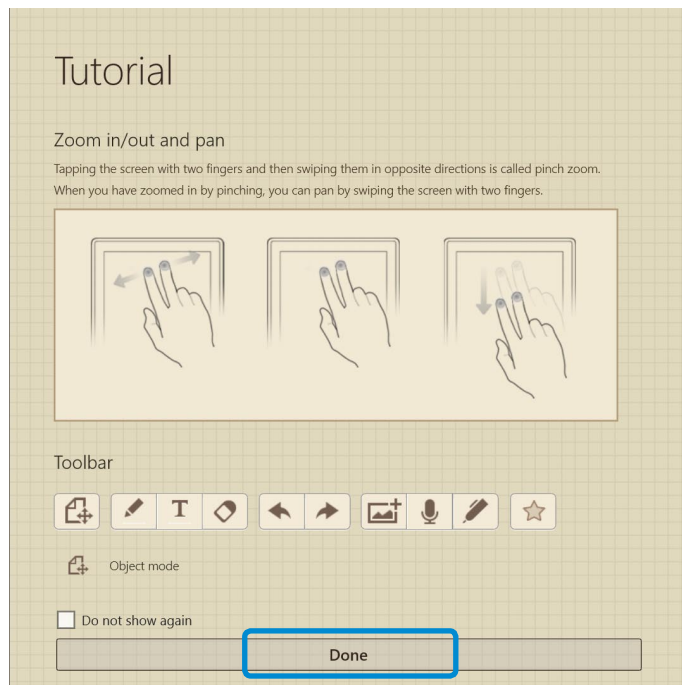 Tutorial
Zoom in/out and pan
Tapping the screen with two fingers and then swiping them in opposite directions is called pinch zoom.
When you have zoomed in by pinching, you can pan by swiping the screen with two fingers.
Toolbar
T
Object mode
Do not show again
Done